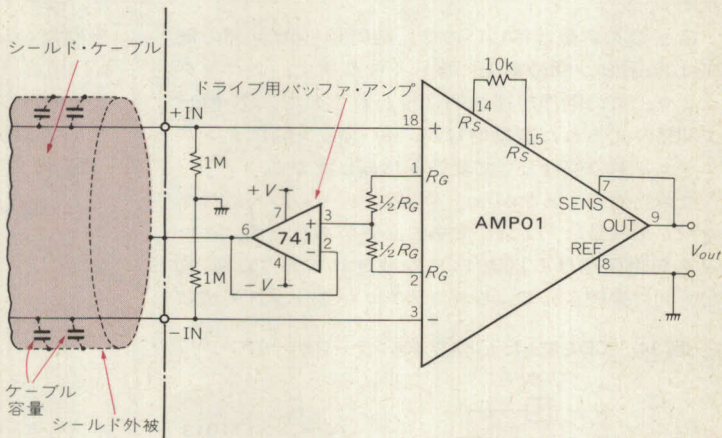 シールド・ケーブル
ドライブ用バッファ・アンプ
10k
14
15
RS
RS
+IN
18
+
1M
1
RG
+V
7
½RG
6
741
+
3
−
2
½RG
4
−V
1M
2
RG
AMP01
7
SENS
OUT
9
REF
8
Vout
−IN
3
−
ケーブル
容量
シールド外被